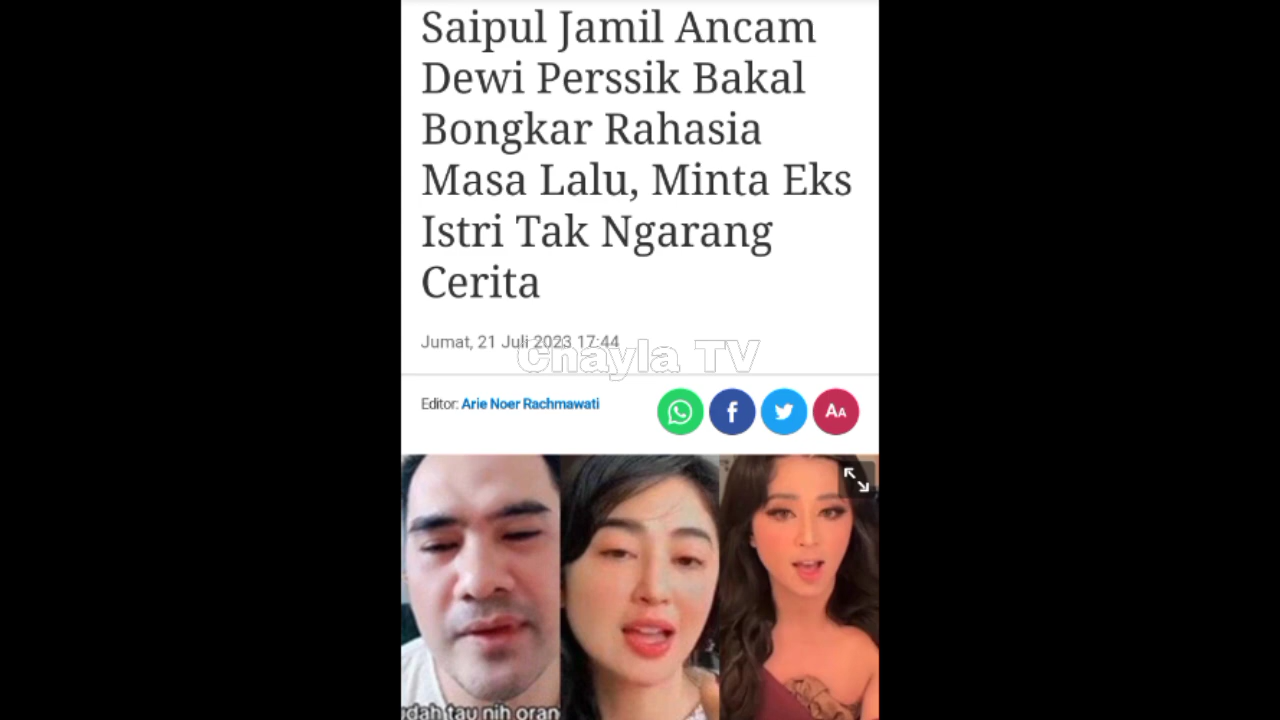 Saipul Jamil Ancam
Dewi Perssik Bakal
Bongkar Rahasia
Masa Lalu, Minta Eks
Istri Tak Ngarang
Cerita
Jumat, 21 Juli 2023 17:44
Chayla TV
Editor: Arie Noer Rachmawati
f
AA
dah tau nih oran